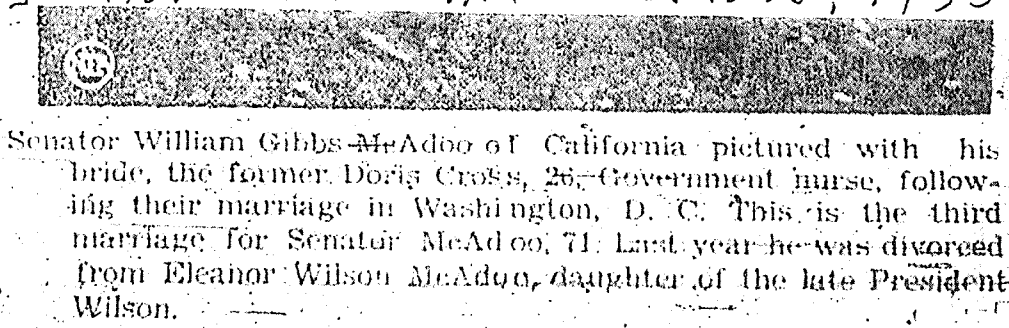 Senator William Gibbs McAdoo of California pictured with his
bride, the former Doris Cross, 26, Government nurse, follow-
ing their marriage in Washington, D. C. This is the third
marriage for Senator McAdoo, 71. Last year he was divorced
from Eleanor Wilson McAdoo, daughter of the late President
Wilson.